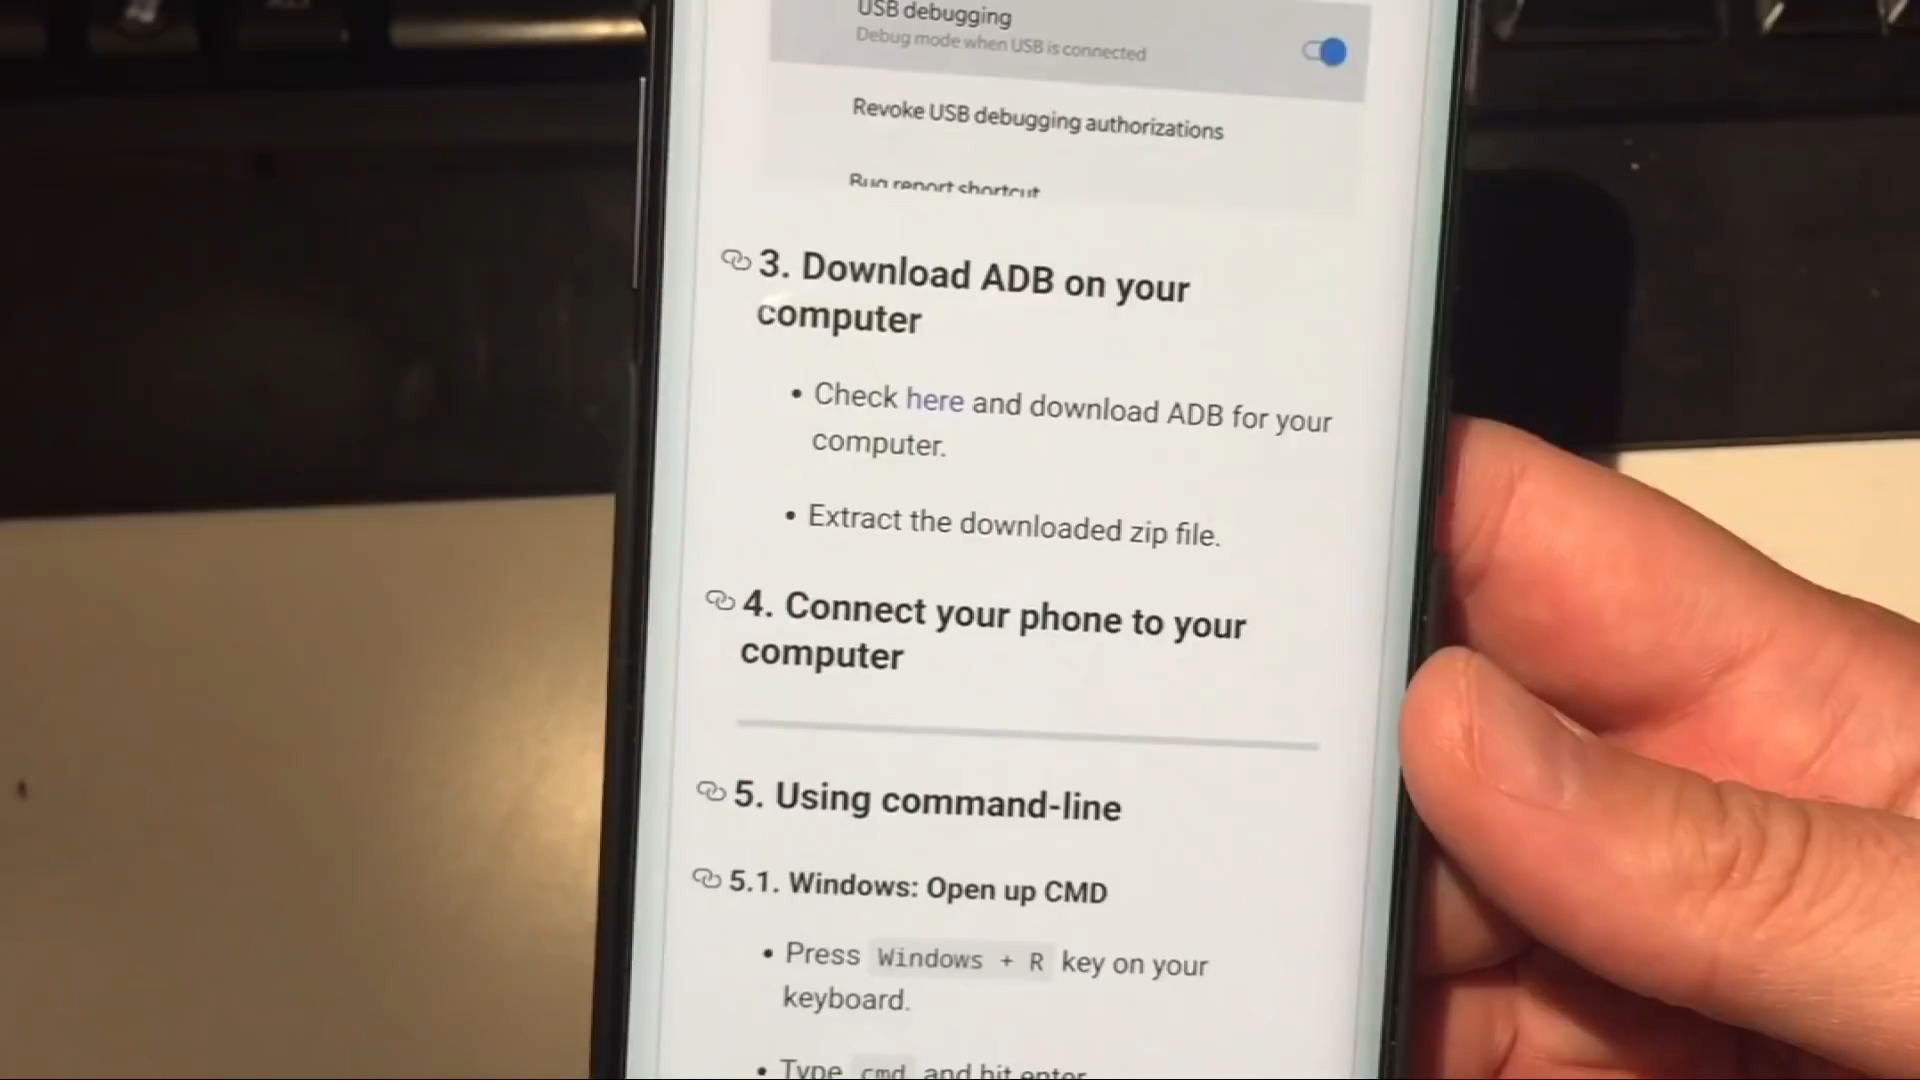 USB debugging
Debug mode when USB is connected
Revoke USB debugging authorizations
Bug report shortcut
3. Download ADB on your
computer
• Check here and download ADB for your
computer.
• Extract the downloaded zip file.
4. Connect your phone to your
computer
5. Using command-line
5.1. Windows: Open up CMD
• Press Windows + R key on your
keyboard.
• Type cmd and hit enter